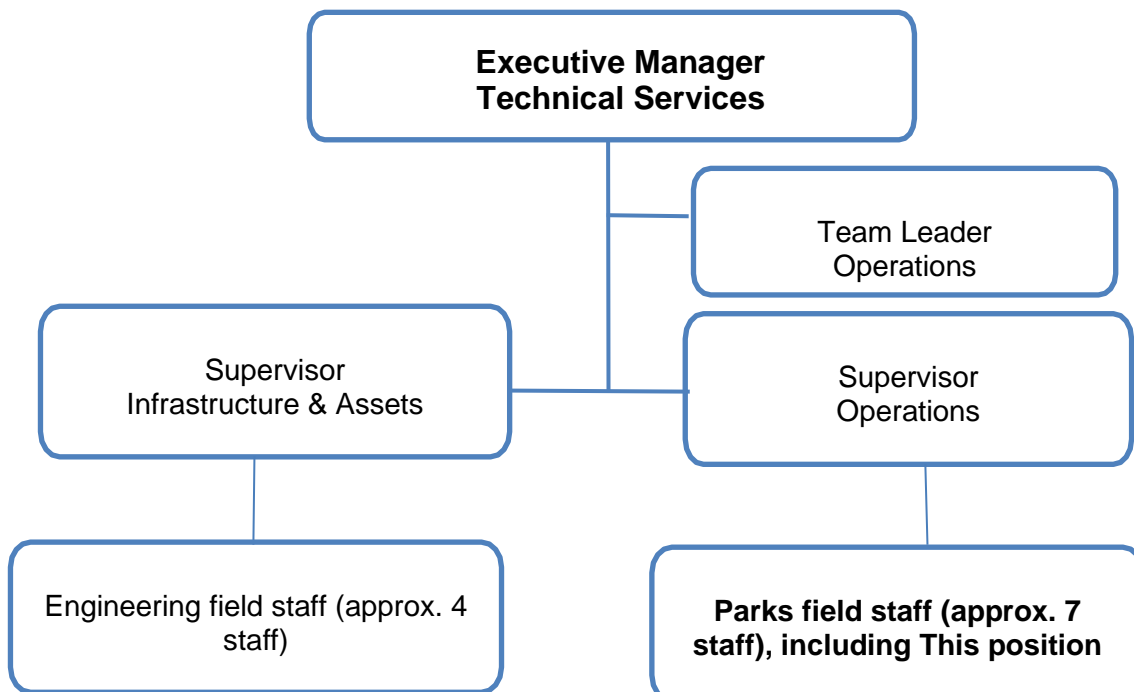 Executive Manager
Technical Services
Team Leader
Operations
Supervisor
Infrastructure & Assets
Supervisor
Operations
Engineering field staff (approx. 4
staff)
Parks field staff (approx. 7
staff), including This position